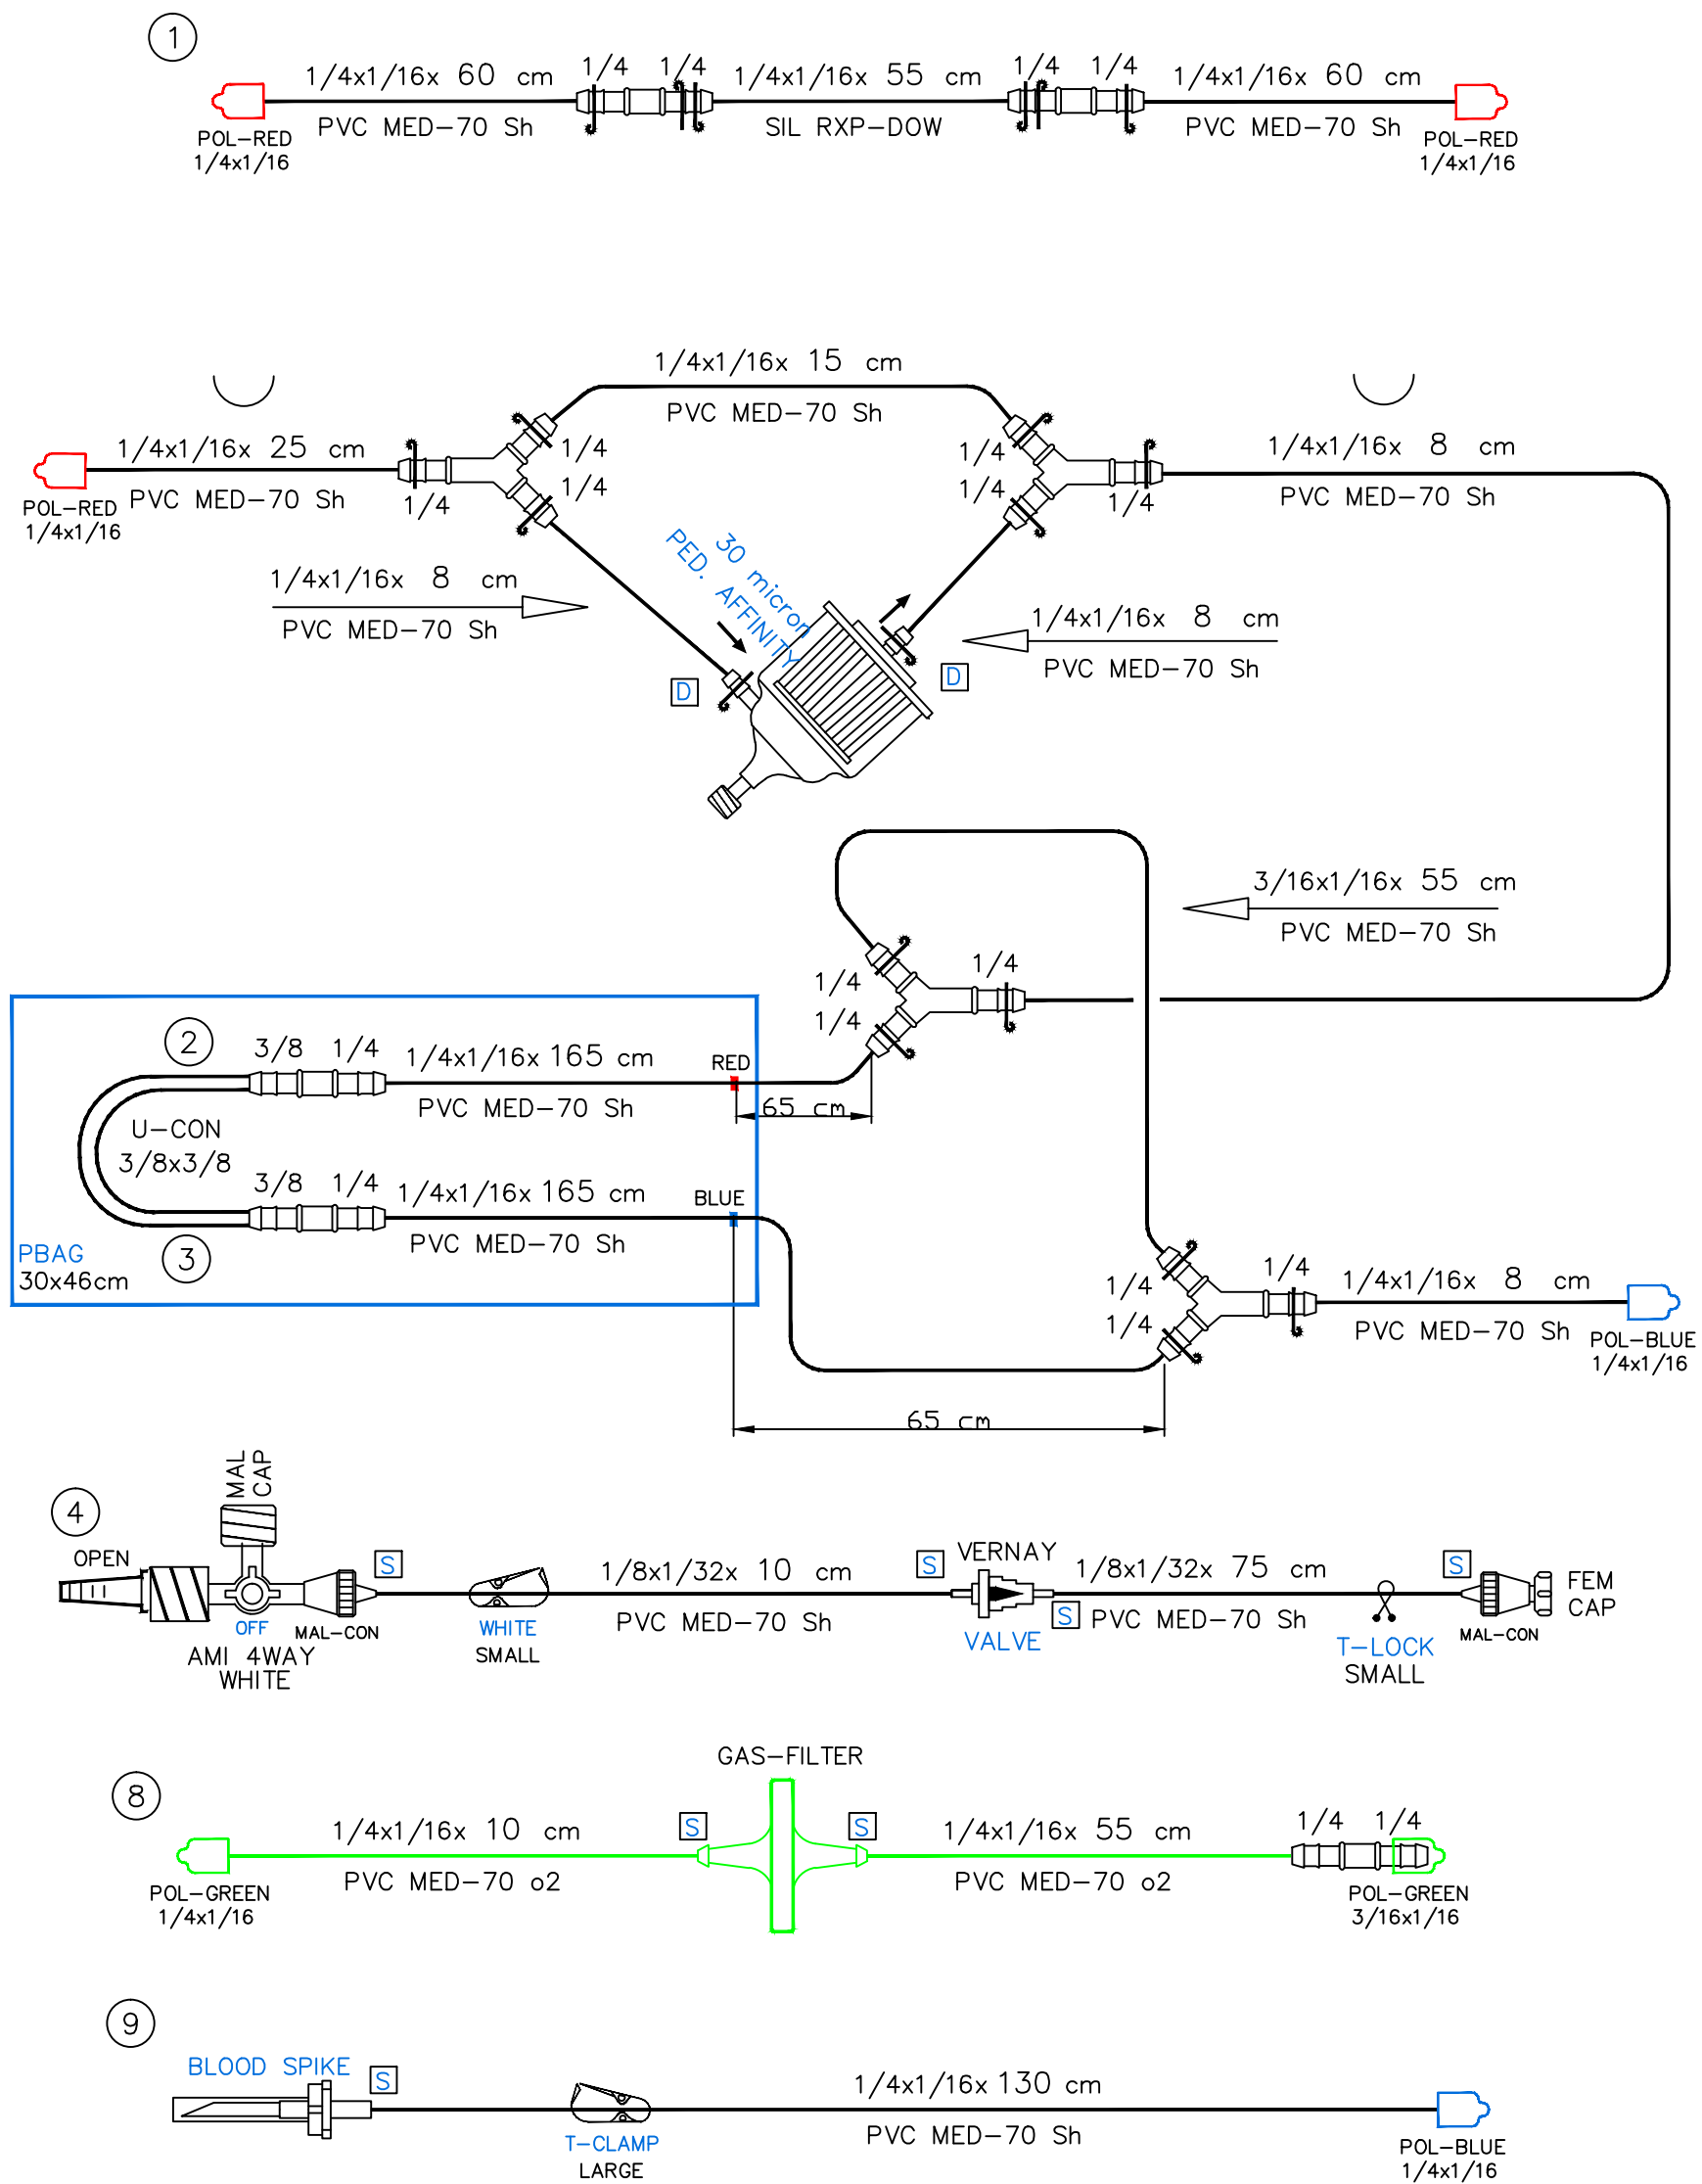 1
1/4x1/16x 60 cm
1/4 1/4
1/4x1/16x 55 cm
1/4 1/4
1/4x1/16x 60 cm
PVC MED-70 Sh
SIL RXP-DOW
PVC MED-70 Sh
POL-RED
1/4x1/16
POL-RED
1/4x1/16
1/4x1/16x 15 cm
PVC MED-70 Sh
1/4x1/16x 25 cm
PVC MED-70 Sh
POL-RED
1/4x1/16
1/4
1/4
1/4
1/4
1/4
1/4
1/4x1/16x 8 cm
PVC MED-70 Sh
1/4x1/16x 8 cm
PVC MED-70 Sh
30 micron
PED. AFFINITY
D
D
1/4x1/16x 8 cm
PVC MED-70 Sh
3/16x1/16x 55 cm
PVC MED-70 Sh
1/4
1/4
1/4
2
3/8 1/4
1/4x1/16x 165 cm
RED
PVC MED-70 Sh
65 cm
U-CON
3/8x3/8
3/8 1/4
1/4x1/16x 165 cm
BLUE
PVC MED-70 Sh
3
PBAG
30x46cm
1/4
1/4
1/4
1/4x1/16x 8 cm
PVC MED-70 Sh
POL-BLUE
1/4x1/16
65 cm
4
MAL
CAP
OPEN
S
OFF
MAL-CON
AMI 4WAY
WHITE
WHITE
SMALL
1/8x1/32x 10 cm
PVC MED-70 Sh
S
VERNAY
VALVE
S
1/8x1/32x 75 cm
PVC MED-70 Sh
T-LOCK
SMALL
S
MAL-CON
FEM
CAP
8
GAS-FILTER
1/4x1/16x 10 cm
PVC MED-70 o2
POL-GREEN
1/4x1/16
S
S
1/4x1/16x 55 cm
PVC MED-70 o2
1/4 1/4
POL-GREEN
3/16x1/16
9
BLOOD SPIKE
S
T-CLAMP
LARGE
1/4x1/16x 130 cm
PVC MED-70 Sh
POL-BLUE
1/4x1/16